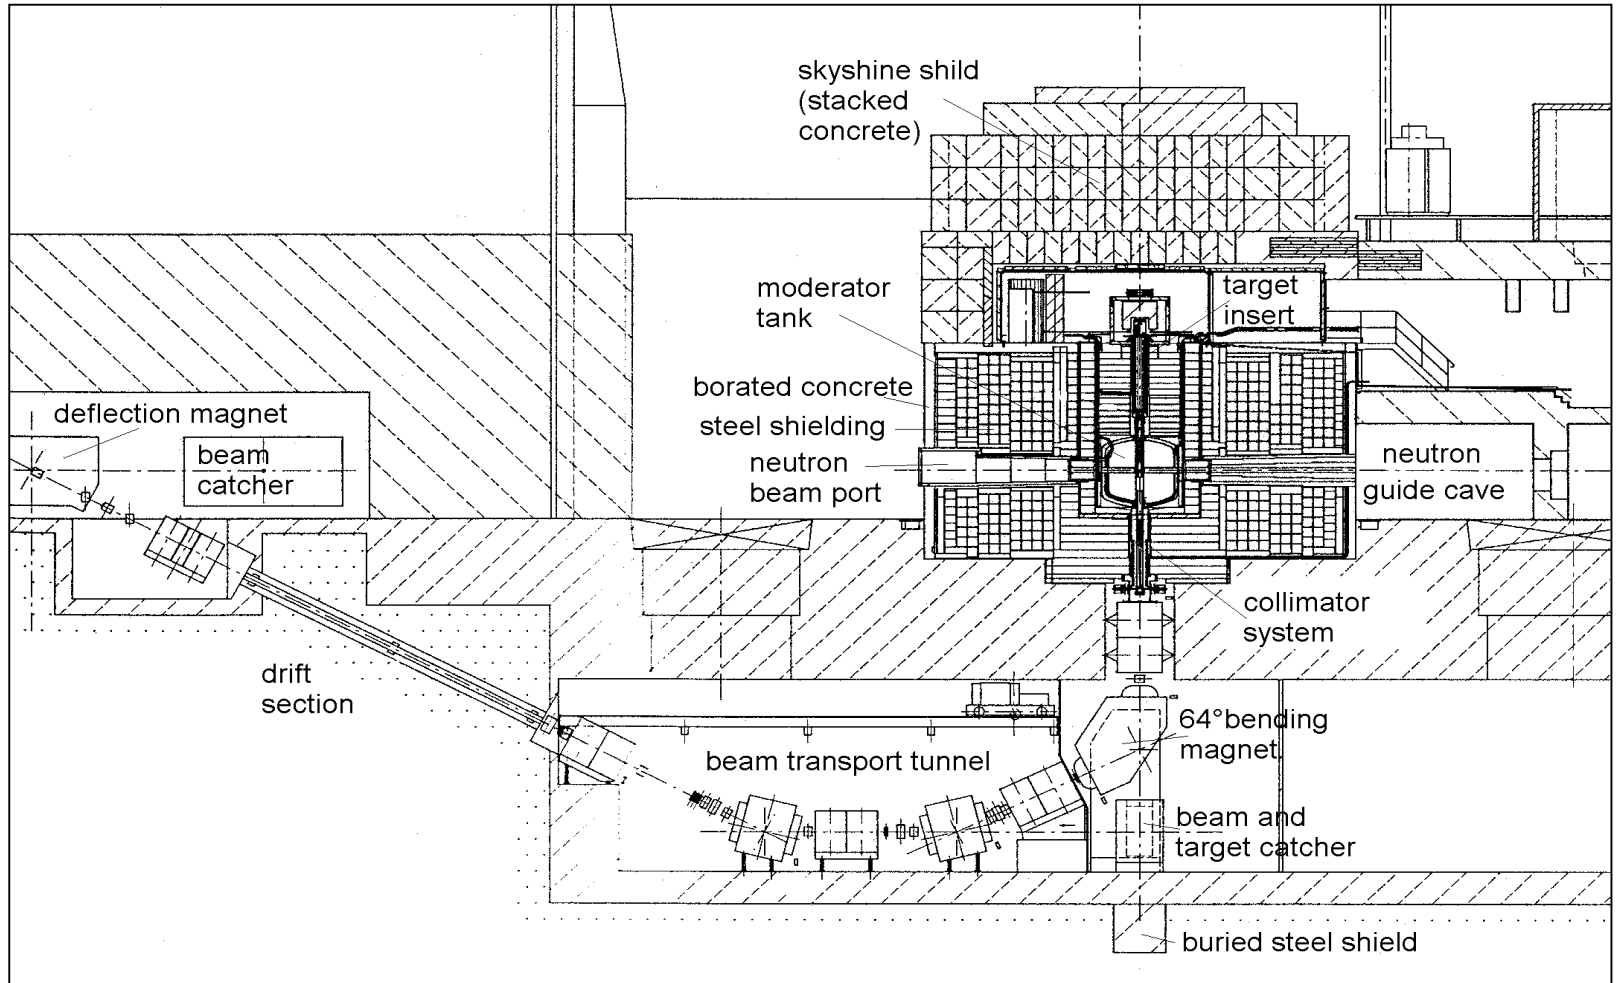 skyshine shild
(stacked
concrete)
moderator
tank
target
insert
borated concrete
steel shielding
neutron
beam port
neutron
guide cave
deflection magnet
beam
catcher
collimator
system
drift
section
64°bending
magnet
beam transport tunnel
beam and
target catcher
buried steel shield